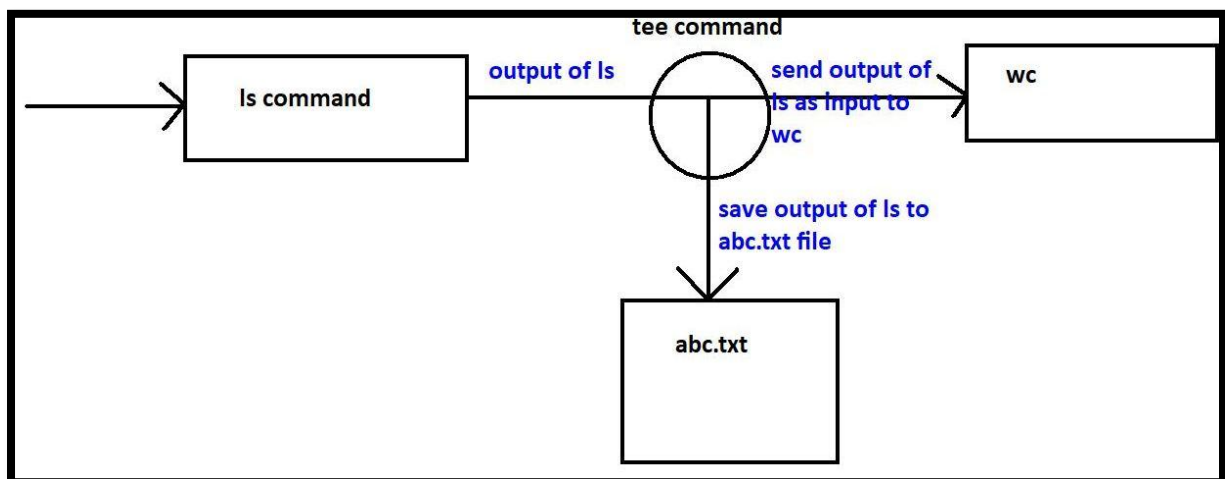 tee command
ls command
output of ls
send output of
ls as input to
wc
wc
save output of ls to
abc.txt file
abc.txt